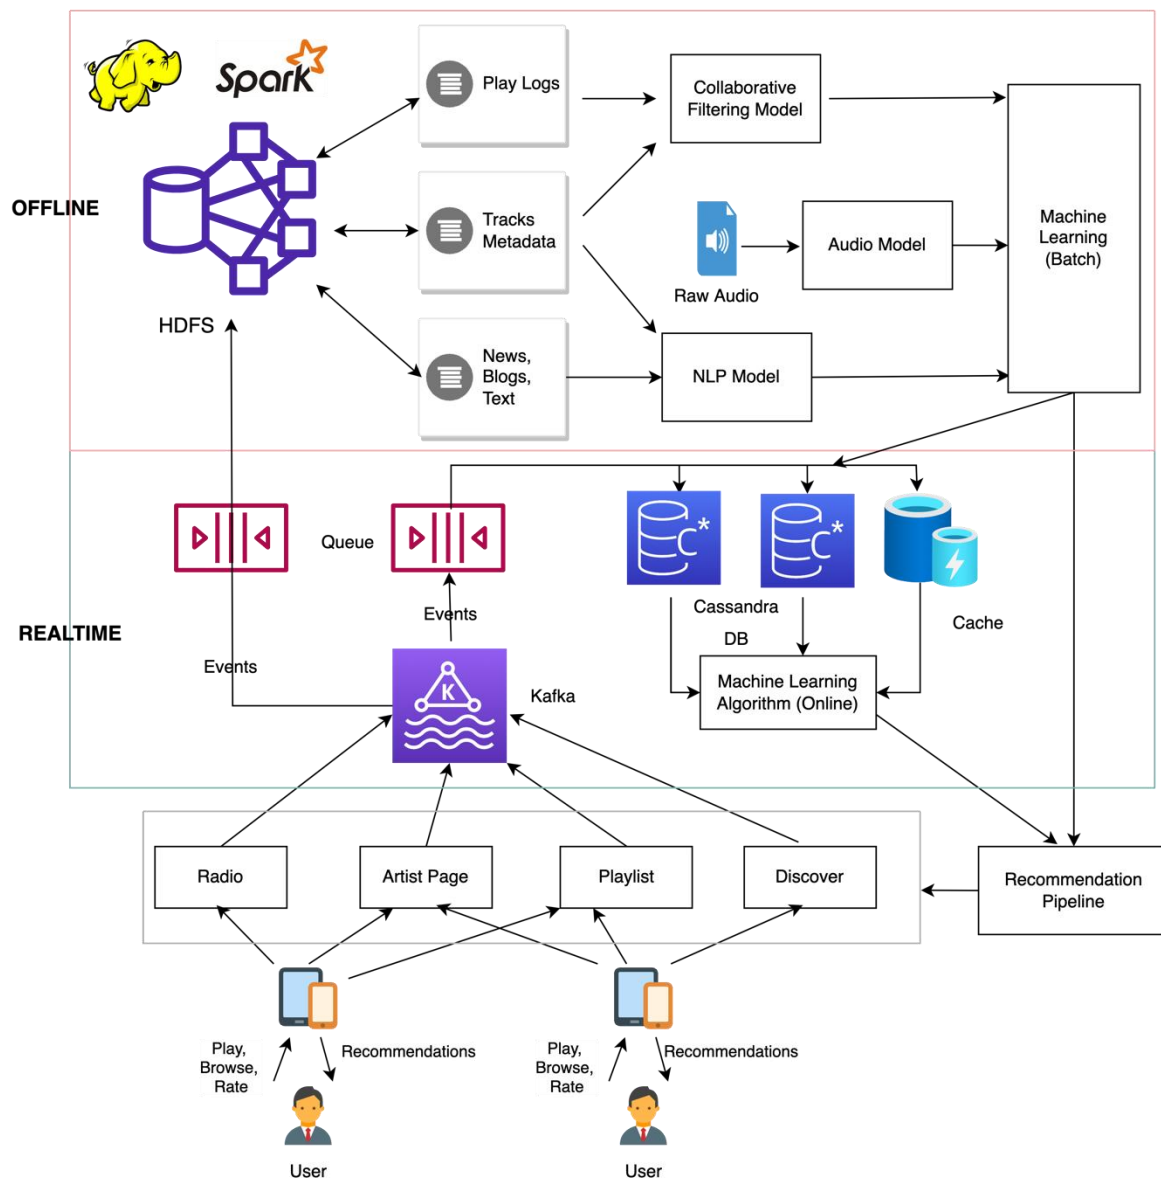 Spark
Play Logs
Collaborative
Filtering Model
OFFLINE
Tracks
Metadata
Raw Audio
Audio Model
Machine
Learning
(Batch)
HDFS
News,
Blogs,
Text
NLP Model
Queue
C*
C*
Events
Cassandra
DB
Cache
REALTIME
Events
K
Kafka
Machine Learning
Algorithm (Online)
Radio
Artist Page
Playlist
Discover
Recommendation
Pipeline
Play,
Browse,
Rate
Recommendations
Play,
Browse,
Rate
Recommendations
User
User